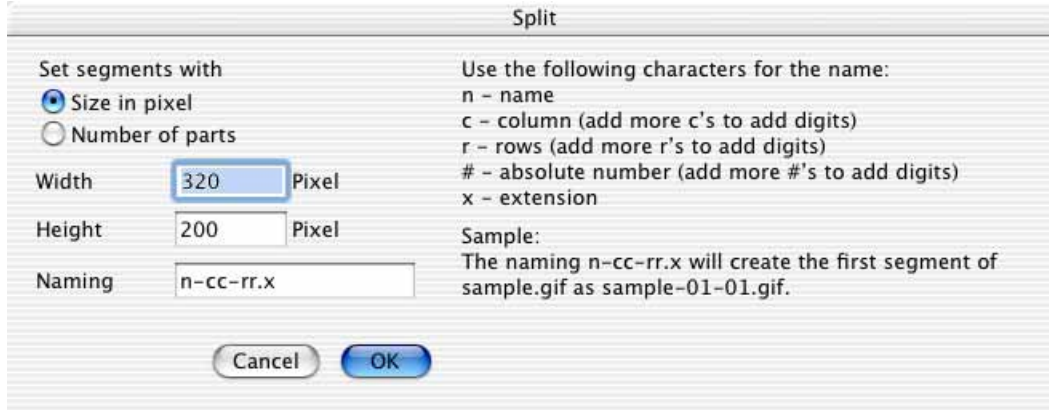 Split
Set segments with
Size in pixel
Number of parts
Width 320 Pixel
Height 200 Pixel
Naming n-cc-rr.x
Cancel OK
Use the following characters for the name:
n – name
c – column (add more c's to add digits)
r – rows (add more r's to add digits)
# – absolute number (add more #'s to add digits)
x – extension
Sample:
The naming n-cc-rr.x will create the first segment of
sample.gif as sample-01-01.gif.